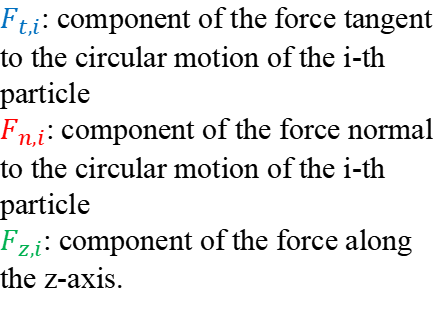 F_{t,i}: component of the force tangent
to the circular motion of the i-th
particle
F_{n,i}: component of the force normal
to the circular motion of the i-th
particle
F_{z,i}: component of the force along
the z-axis.